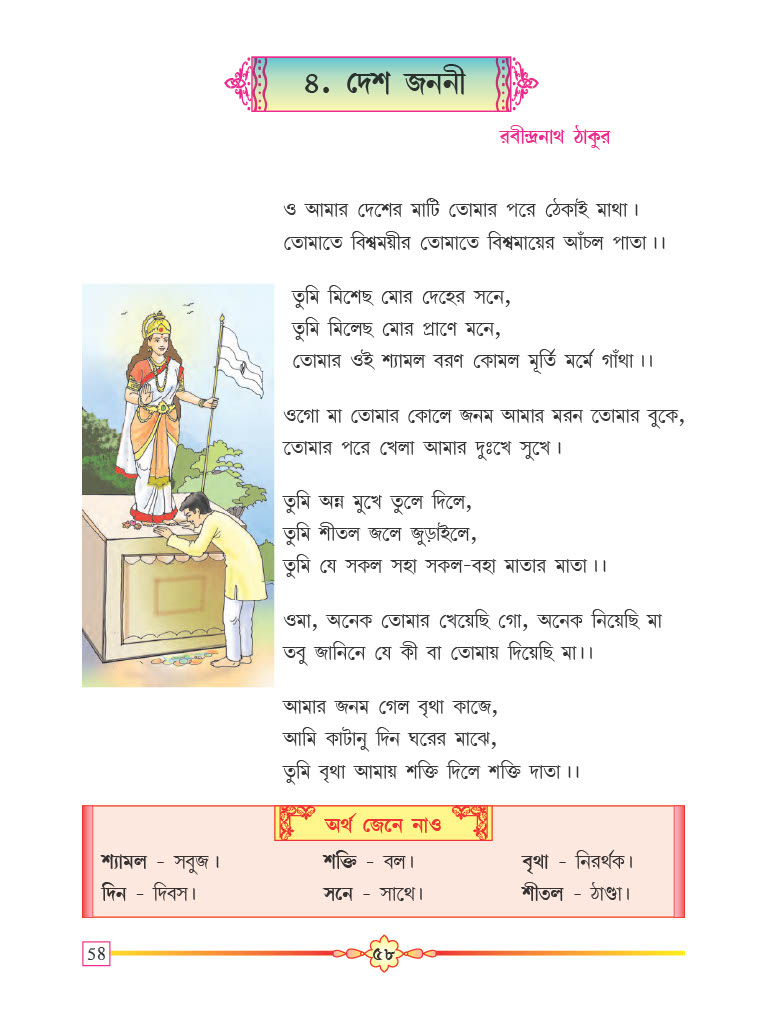 ৪. দেশ জননী
রবীন্দ্রনাথ ঠাকুর
ও আমার দেশের মাটি তোমার পরে ঠেকাই মাথা।
তোমাতে বিশ্বময়ীর তোমাতে বিশ্বমায়ের আঁচল পাতা।।
তুমি মিশেছ মোর দেহের সনে,
তুমি মিলেছ মোর প্রাণে মনে,
তোমার ওই শ্যামল বরণ কোমল মূর্তি মর্মে গাঁথা।।
ওগো মা তোমার কোলে জনম আমার মরন তোমার বুকে,
তোমার পরে খেলা আমার দুঃখে সুখে।
তুমি অন্ন মুখে তুলে দিলে,
তুমি শীতল জলে জুড়াইলে,
তুমি যে সকল সহা সকল-বহা মাতার মাতা।।
ওমা, অনেক তোমার খেয়েছি গো, অনেক নিয়েছি মা
তবু জানিনে যে কী বা তোমায় দিয়েছি মা।।
আমার জনম গেল বৃথা কাজে,
আমি কাটানু দিন ঘরের মাঝে,
তুমি বৃথা আমায় শক্তি দিলে শক্তি দাতা।।
অর্থ জেনে নাও
শ্যামল - সবুজ। শক্তি - বল। বৃথা - নিরর্থক।
দিন - দিবস। সনে - সাথে। শীতল - ঠাণ্ডা।
58 ৫৮